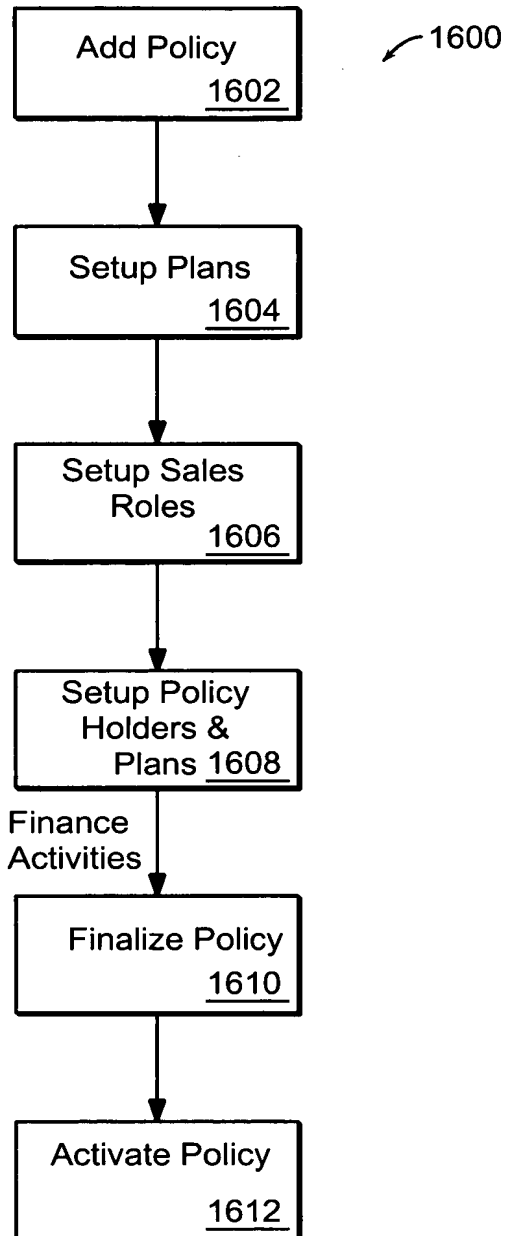 Add Policy
1602
1600
Setup Plans
1604
Setup Sales
Roles
1606
Setup Policy
Holders &
Plans 1608
Finance
Activities
Finalize Policy
1610
Activate Policy
1612